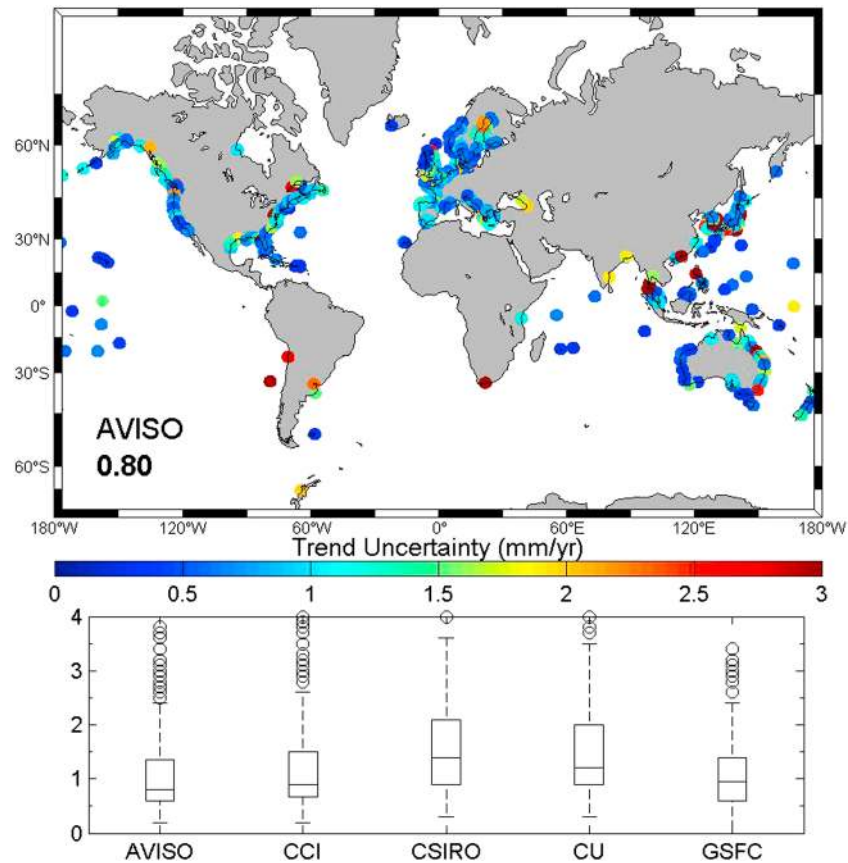 60°N
30°N
0°
30°S
60°S
AVISO
0.80
180°W 120°W 60°W 0° 60°E 120°E 180°W
Trend Uncertainty (mm/yr)
0 0.5 1 1.5 2 2.5 3
4
3
2
1
0
AVISO CCI CSIRO CU GSFC